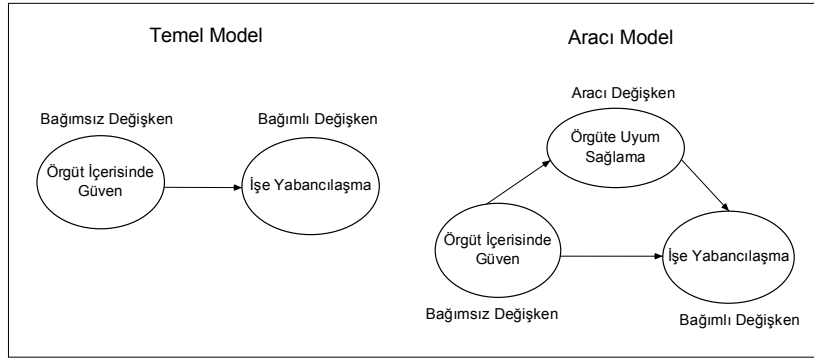 Temel Model
Bağımsız Değişken
Bağımlı Değişken
Örgüt İçerisinde
Güven
İşe Yabancılaşma
Aracı Model
Aracı Değişken
Örgüte Uyum
Sağlama
Örgüt İçerisinde
Güven
İşe Yabancılaşma
Bağımsız Değişken
Bağımlı Değişken